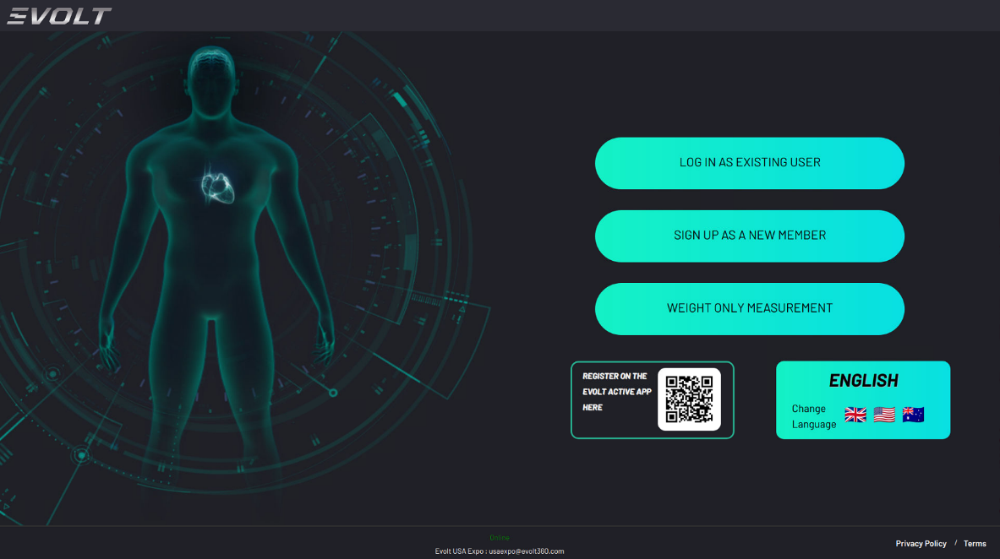 EVOLT
LOG IN AS EXISTING USER
SIGN UP AS A NEW MEMBER
WEIGHT ONLY MEASUREMENT
REGISTER ON THE
EVOLT ACTIVE APP
HERE
ENGLISH
Change
Language
Online
Evolt USA Expo : usaexpo@evolt360.com
Privacy Policy / Terms